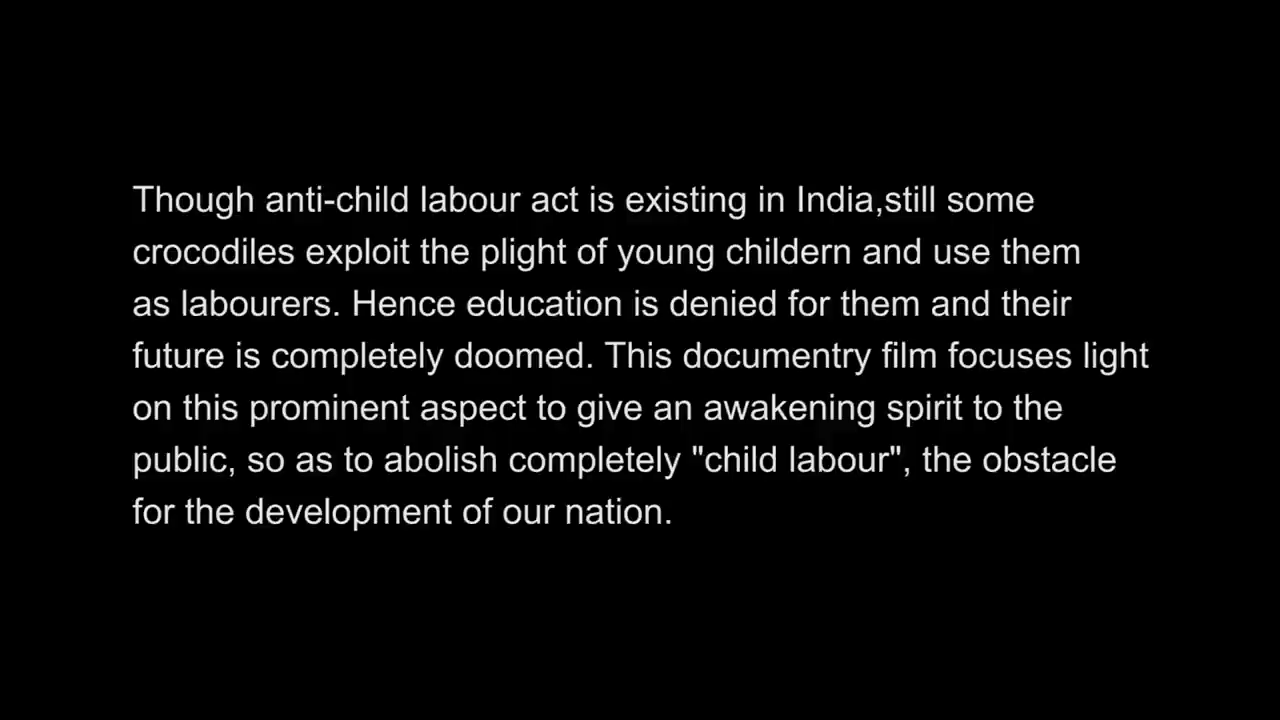 Though anti-child labour act is existing in India,still some
crocodiles exploit the plight of young childern and use them
as labourers. Hence education is denied for them and their
future is completely doomed. This documentry film focuses light
on this prominent aspect to give an awakening spirit to the
public, so as to abolish completely "child labour", the obstacle
for the development of our nation.